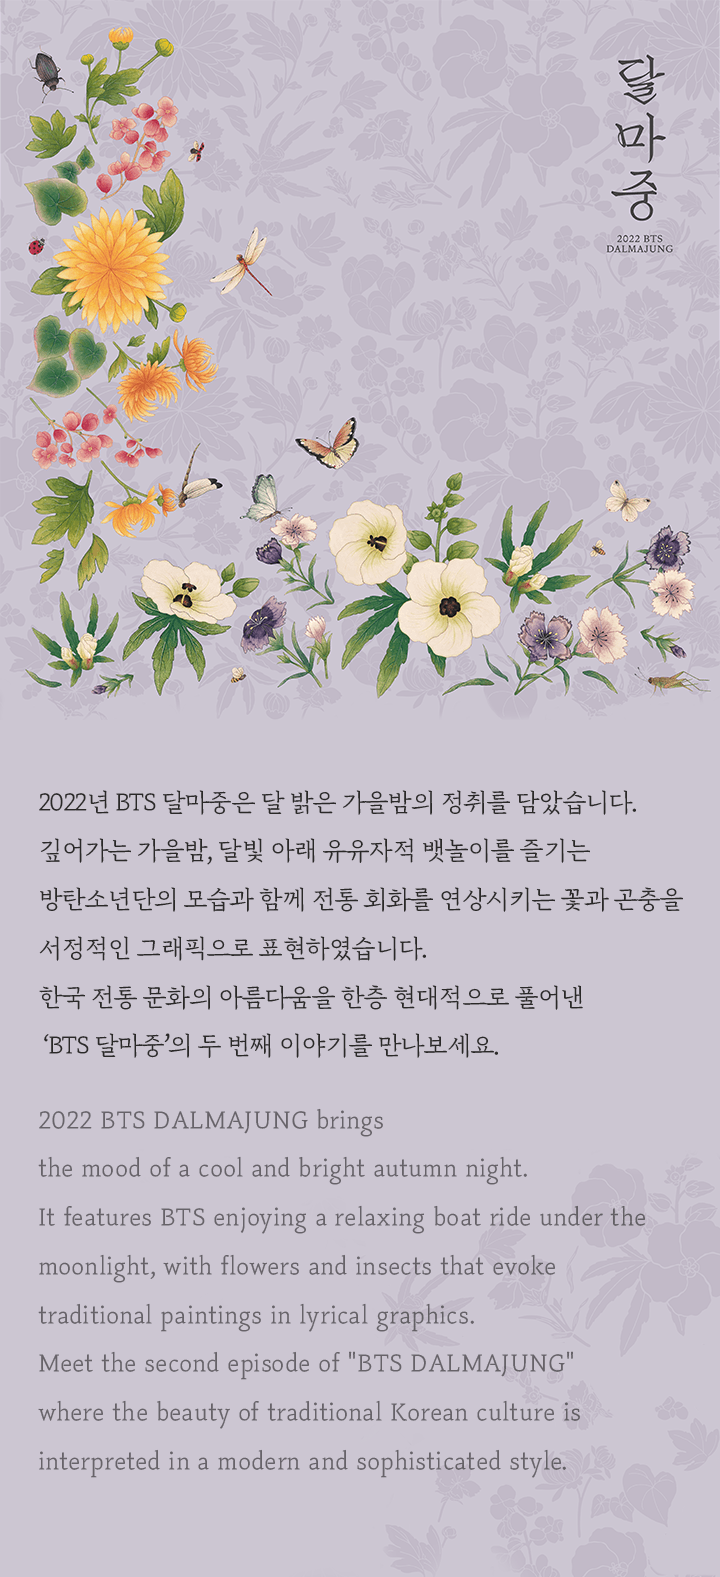 달마중
2022 BTS
DALMAJUNG
2022년 BTS 달마중은 달 밝은 가을밤의 정취를 담았습니다.
깊어가는 가을밤, 달빛 아래 유유자적 뱃놀이를 즐기는
방탄소년단의 모습과 함께 전통 회화를 연상시키는 꽃과 곤충을
서정적인 그래픽으로 표현하였습니다.
한국 전통 문화의 아름다움을 한층 현대적으로 풀어낸
‘BTS 달마중’의 두 번째 이야기를 만나보세요.
2022 BTS DALMAJUNG brings
the mood of a cool and bright autumn night.
It features BTS enjoying a relaxing boat ride under the
moonlight, with flowers and insects that evoke
traditional paintings in lyrical graphics.
Meet the second episode of "BTS DALMAJUNG"
where the beauty of traditional Korean culture is
interpreted in a modern and sophisticated style.